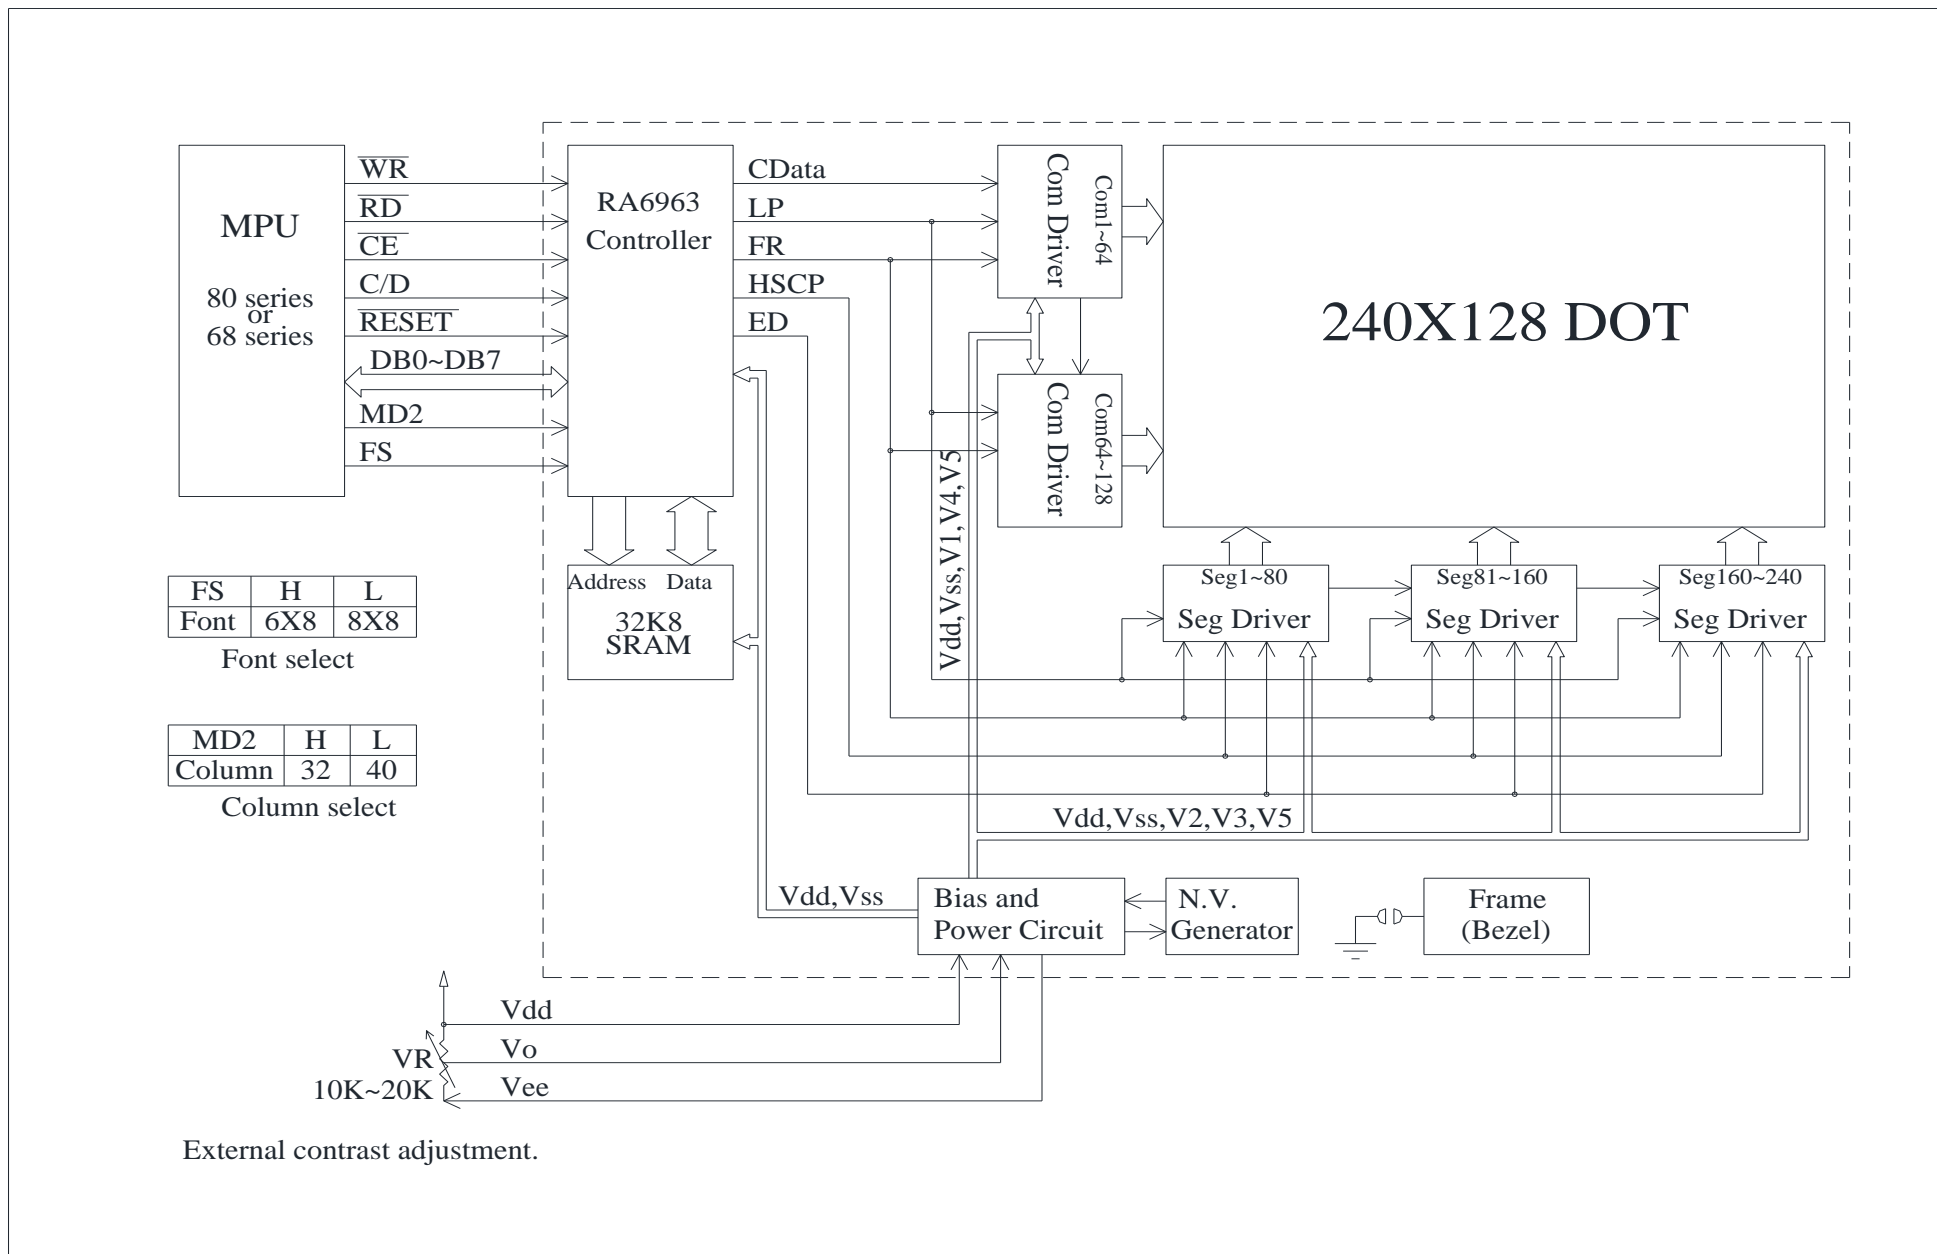 MPU
80 series
or
68 series
WR
RD
CE
C/D
RESET
DB0~DB7
MD2
FS
RA6963
Controller
CData
LP
FR
HSCP
ED
Com Driver
Com1~64
Com Driver
Com64~128
240X128 DOT
Address Data
32K8
SRAM
Vdd,Vss,V1,V4,V5
Seg1~80
Seg Driver
Seg81~160
Seg Driver
Seg160~240
Seg Driver
FS H L
Font 6X8 8X8
Font select
MD2 H L
Column 32 40
Column select
Vdd,Vss,V2,V3,V5
Vdd,Vss
Bias and
Power Circuit
N.V.
Generator
Frame
(Bezel)
Vdd
Vo
Vee
VR
10K~20K
External contrast adjustment.